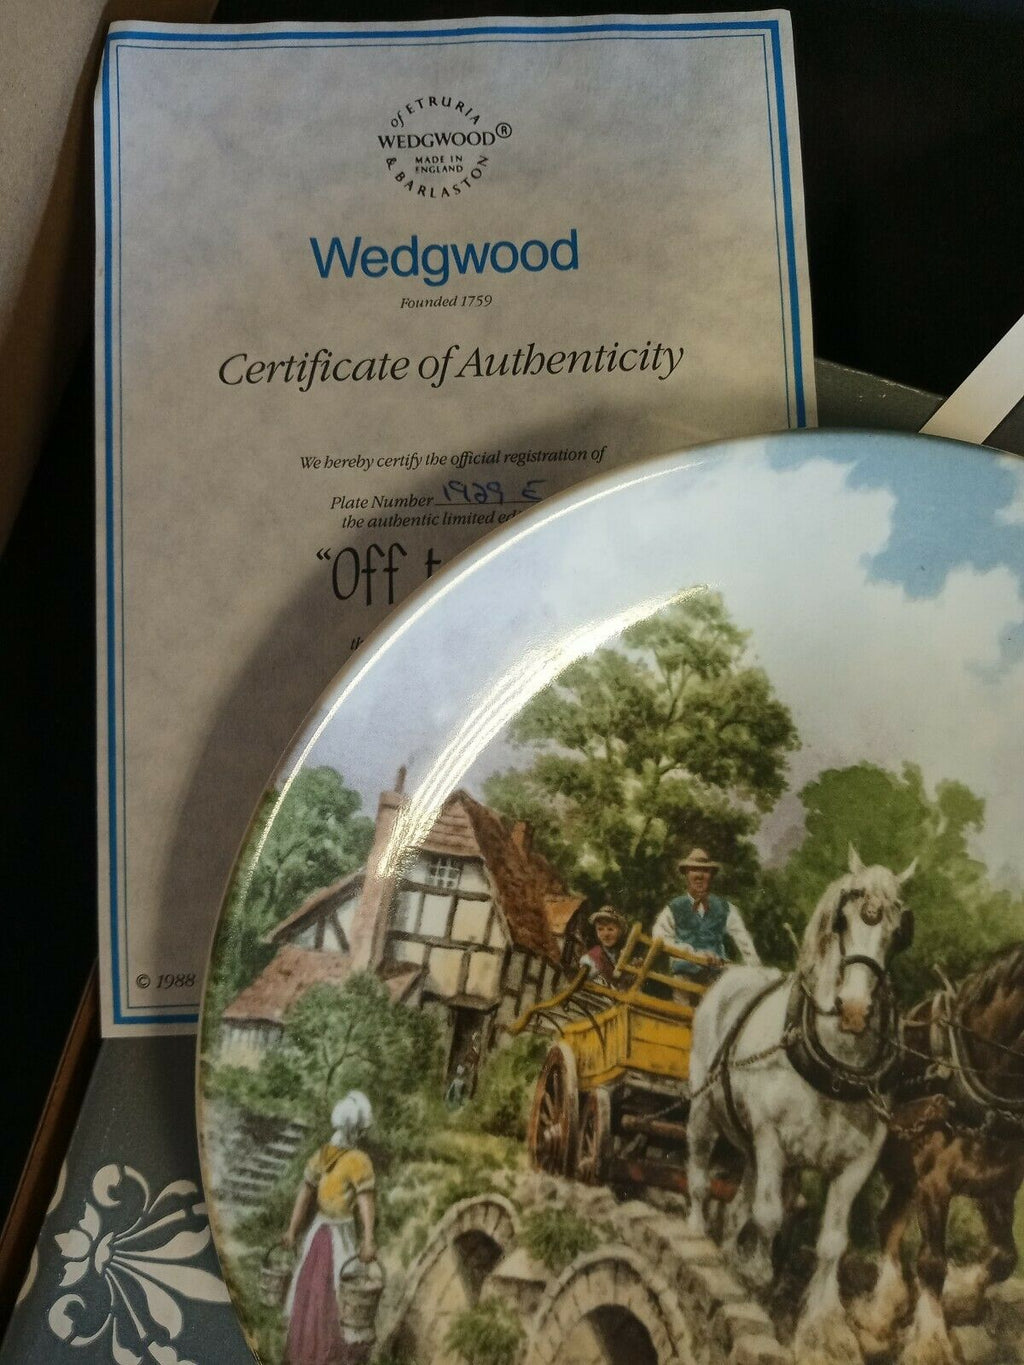 of ETRURIA
WEDGWOOD®
MADE IN
ENGLAND
& BARLASTON
Wedgwood
Founded 1759
Certificate of Authenticity
We hereby certify the official registration of
Plate Number 1929 E
the authentic limited ed
"Off t
th
© 1988